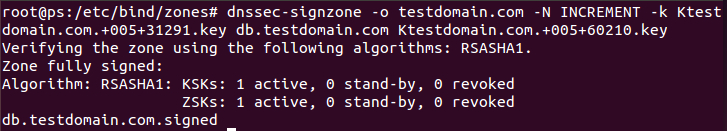 root@ps:/etc/bind/zones# dnssec-signzone -o testdomain.com -N INCREMENT -k Ktest
domain.com.+005+31291.key db.testdomain.com Ktestdomain.com.+005+60210.key
Verifying the zone using the following algorithms: RSASHA1.
Zone fully signed:
Algorithm: RSASHA1: KSKs: 1 active, 0 stand-by, 0 revoked
ZSKs: 1 active, 0 stand-by, 0 revoked
db.testdomain.com.signed